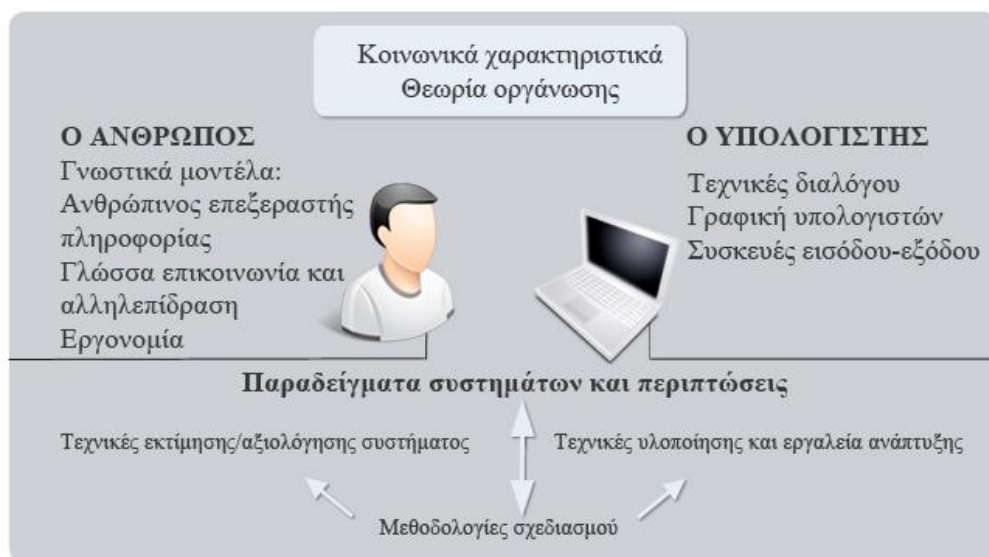 Κοινωνικά χαρακτηριστικά
Θεωρία οργάνωσης
Ο ΑΝΘΡΩΠΟΣ
Γνωστικά μοντέλα:
Ανθρώπινος επεξεραστής
πληροφορίας
Γλώσσα επικοινωνία και
αλληλεπίδραση
Εργονομία
Ο ΥΠΟΛΟΓΙΣΤΗΣ
Τεχνικές διαλόγου
Γραφική υπολογιστών
Συσκευές εισόδου-εξόδου
Παραδείγματα συστημάτων και περιπτώσεις
Τεχνικές εκτίμησης/αξιολόγησης συστήματος
Τεχνικές υλοποίησης και εργαλεία ανάπτυξης
Μεθοδολογίες σχεδιασμού